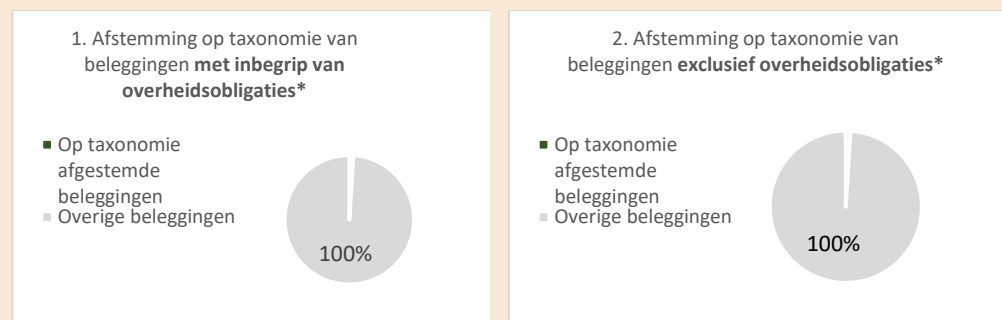 1. Afstemming op taxonomie van
beleggingen met inbegrip van
overheidsobligaties*
Op taxonomie
afgestemde
beleggingen
Overige beleggingen
100%
2. Afstemming op taxonomie van
beleggingen exclusief overheidsobligaties*
Op taxonomie
afgestemde
beleggingen
Overige beleggingen
100%